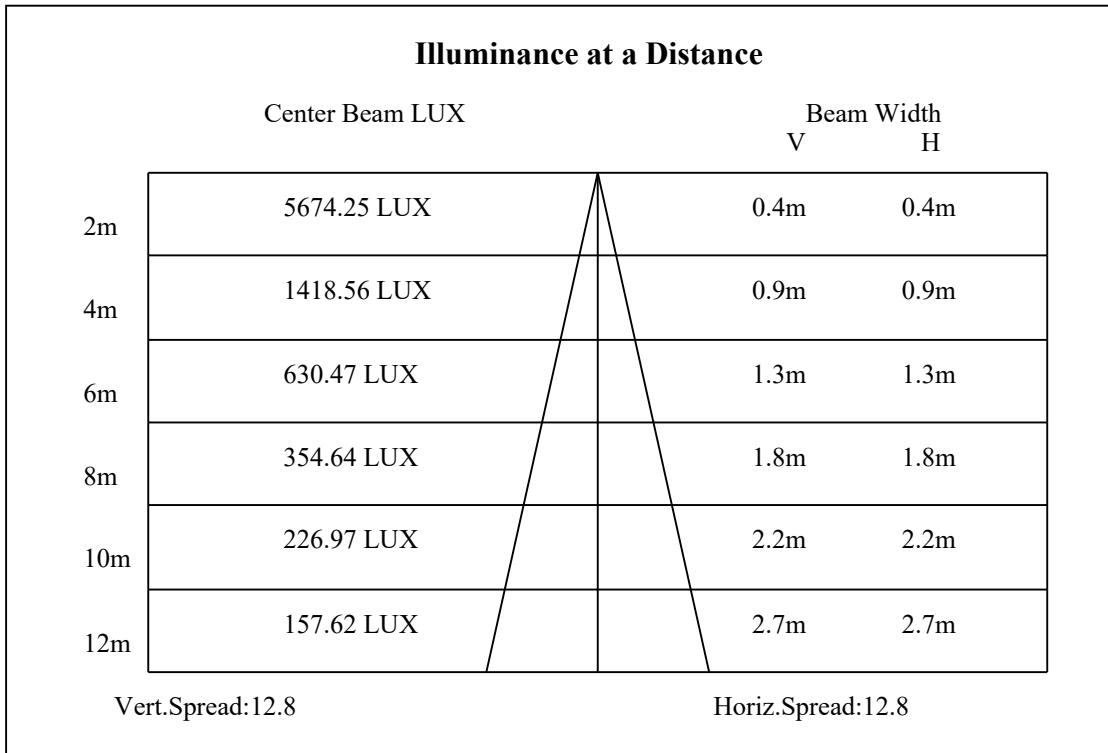 Illuminance at a Distance
Center Beam LUX Beam Width
V H
2m 5674.25 LUX 0.4m 0.4m
4m 1418.56 LUX 0.9m 0.9m
6m 630.47 LUX 1.3m 1.3m
8m 354.64 LUX 1.8m 1.8m
10m 226.97 LUX 2.2m 2.2m
12m 157.62 LUX 2.7m 2.7m
Vert.Spread:12.8 Horiz.Spread:12.8